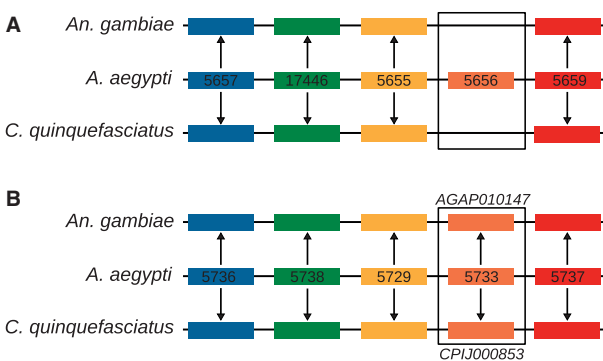 A
An. gambiae
A. aegypti 5657 17446 5655 5656 5659
C. quinquefasciatus
B
AGAP010147
An. gambiae
A. aegypti 5736 5738 5729 5733 5737
C. quinquefasciatus
CPIJ000853